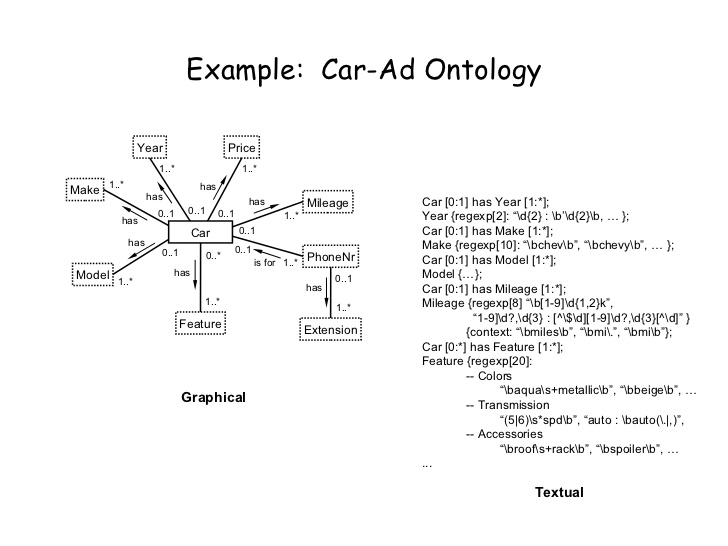 Example: Car-Ad Ontology
Year
Price
1..*
1..*
Make
1..*
has
has
has
Mileage
1..*
has
0..1
0..1
0..1
Car
0..1
has
0..1
0..*
0..1
is for
1..*
PhoneNr
Model
1..*
has
0..1
has
1..*
1..*
Feature
Extension
Graphical
Car [0:1] has Year [1:*];
Year {regexp[2]: “\d{2} : \b’\d{2}\b, … };
Car [0:1] has Make [1:*];
Make {regexp[10]: “\bchev\b”, “\bchevy\b”, … };
Car [0:1] has Model [1:*];
Model {…};
Car [0:1] has Mileage [1:*];
Mileage {regexp[8] “\b[1-9]\d{1,2}k”,
“1-9]\d?,\d{3} : [^\$\d][1-9]\d?,\d{3}[^\d]” }
{context: “\bmiles\b”, “\bmi\.”, “\bmi\b”};
Car [0:*] has Feature [1:*];
Feature {regexp[20]:
-- Colors
“\baqua\s+metallic\b”, “\bbeige\b”, …
-- Transmission
“(5|6)\s*spd\b”, “auto : \bauto(\.|,)”,
-- Accessories
“\broof\s+rack\b”, “\bspoiler\b”, …
...
Textual